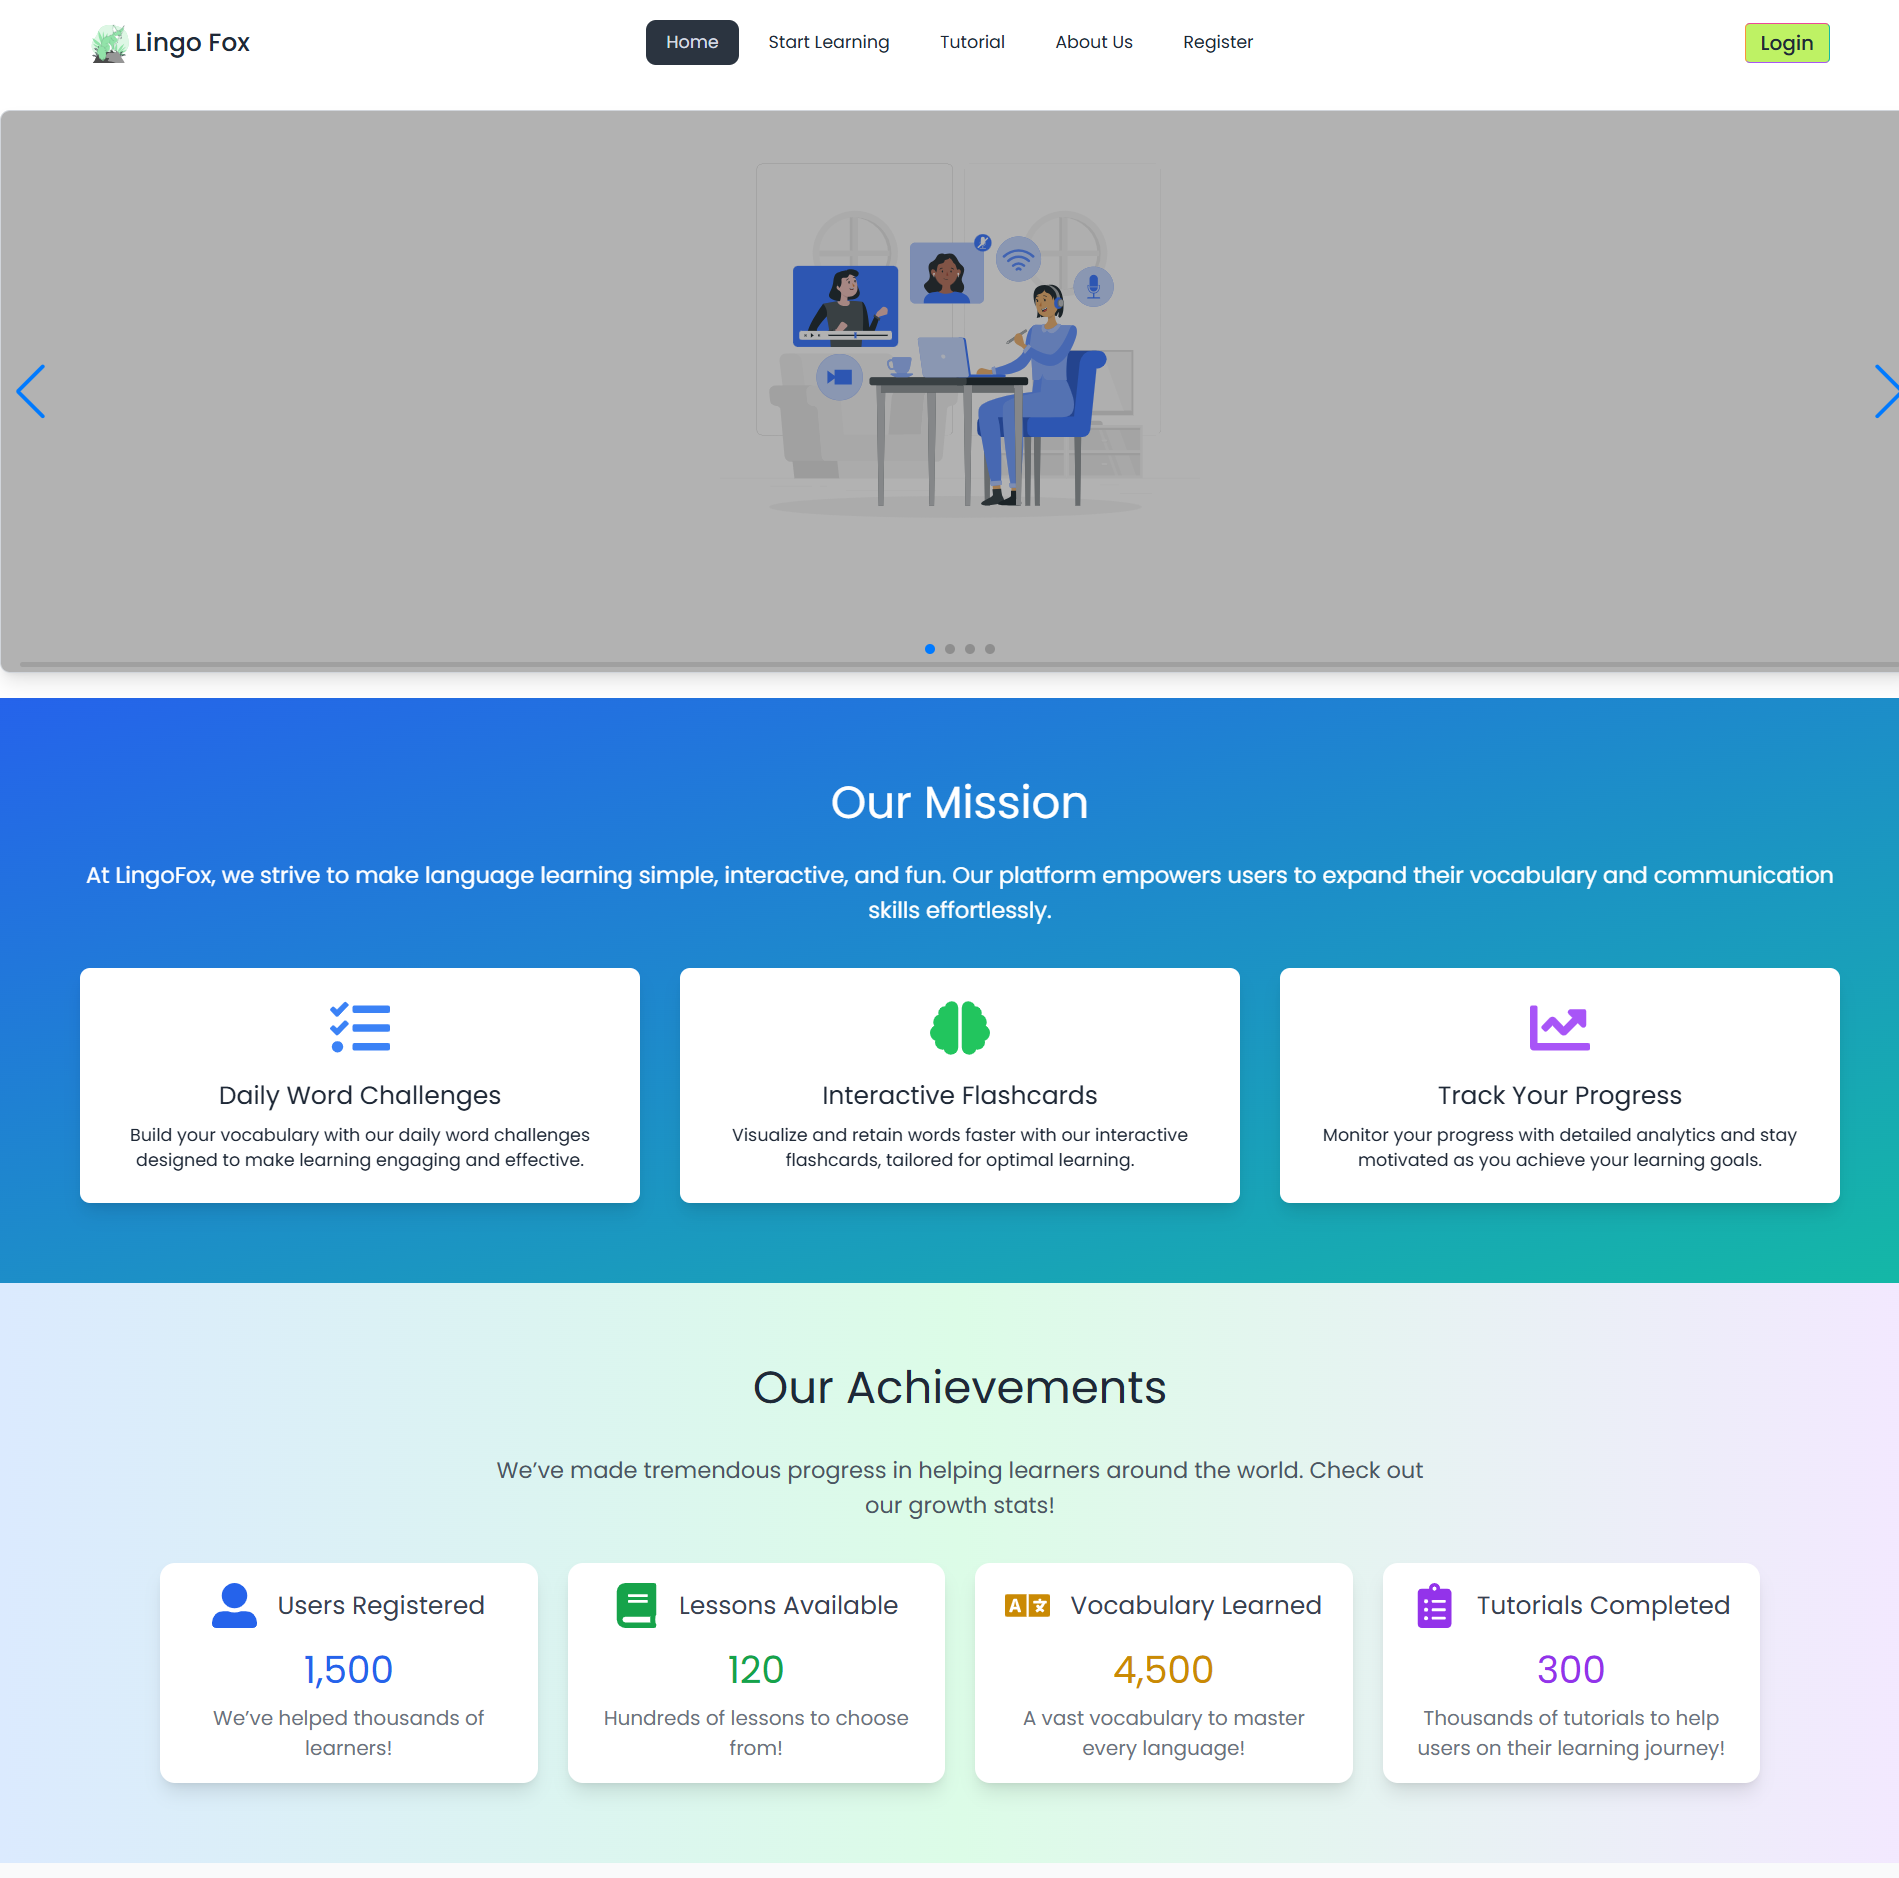 Lingo Fox
Home
Start Learning
Tutorial
About Us
Register
Login
Our Mission
At LingoFox, we strive to make language learning simple, interactive, and fun. Our platform empowers users to expand their vocabulary and communication
skills effortlessly.
Daily Word Challenges
Build your vocabulary with our daily word challenges
designed to make learning engaging and effective.
Interactive Flashcards
Visualize and retain words faster with our interactive
flashcards, tailored for optimal learning.
Track Your Progress
Monitor your progress with detailed analytics and stay
motivated as you achieve your learning goals.
Our Achievements
We’ve made tremendous progress in helping learners around the world. Check out
our growth stats!
Users Registered
1,500
We’ve helped thousands of
learners!
Lessons Available
120
Hundreds of lessons to choose
from!
Vocabulary Learned
4,500
A vast vocabulary to master
every language!
Tutorials Completed
300
Thousands of tutorials to help
users on their learning journey!